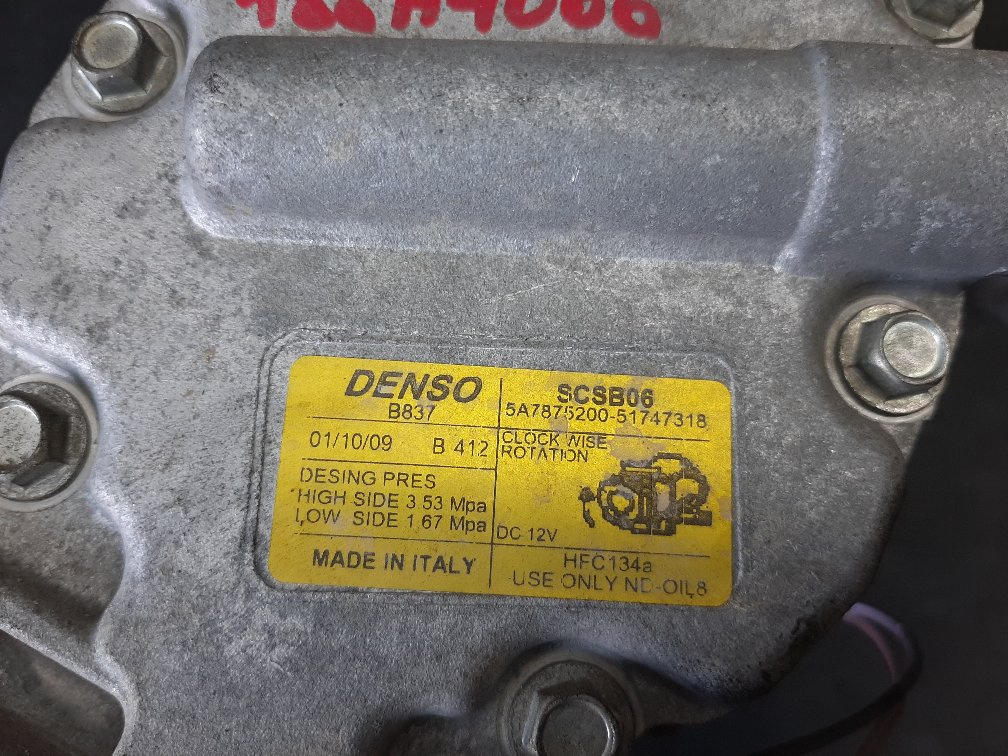 188A4000
DENSO
B837
SCSB06
5A7875200-51747318
01/10/09 B 412
CLOCK WISE
ROTATION
DESING PRES
HIGH SIDE 3.53 Mpa
LOW SIDE 1,67 Mpa
DC 12V
MADE IN ITALY
HFC134a
USE ONLY ND-OIL8